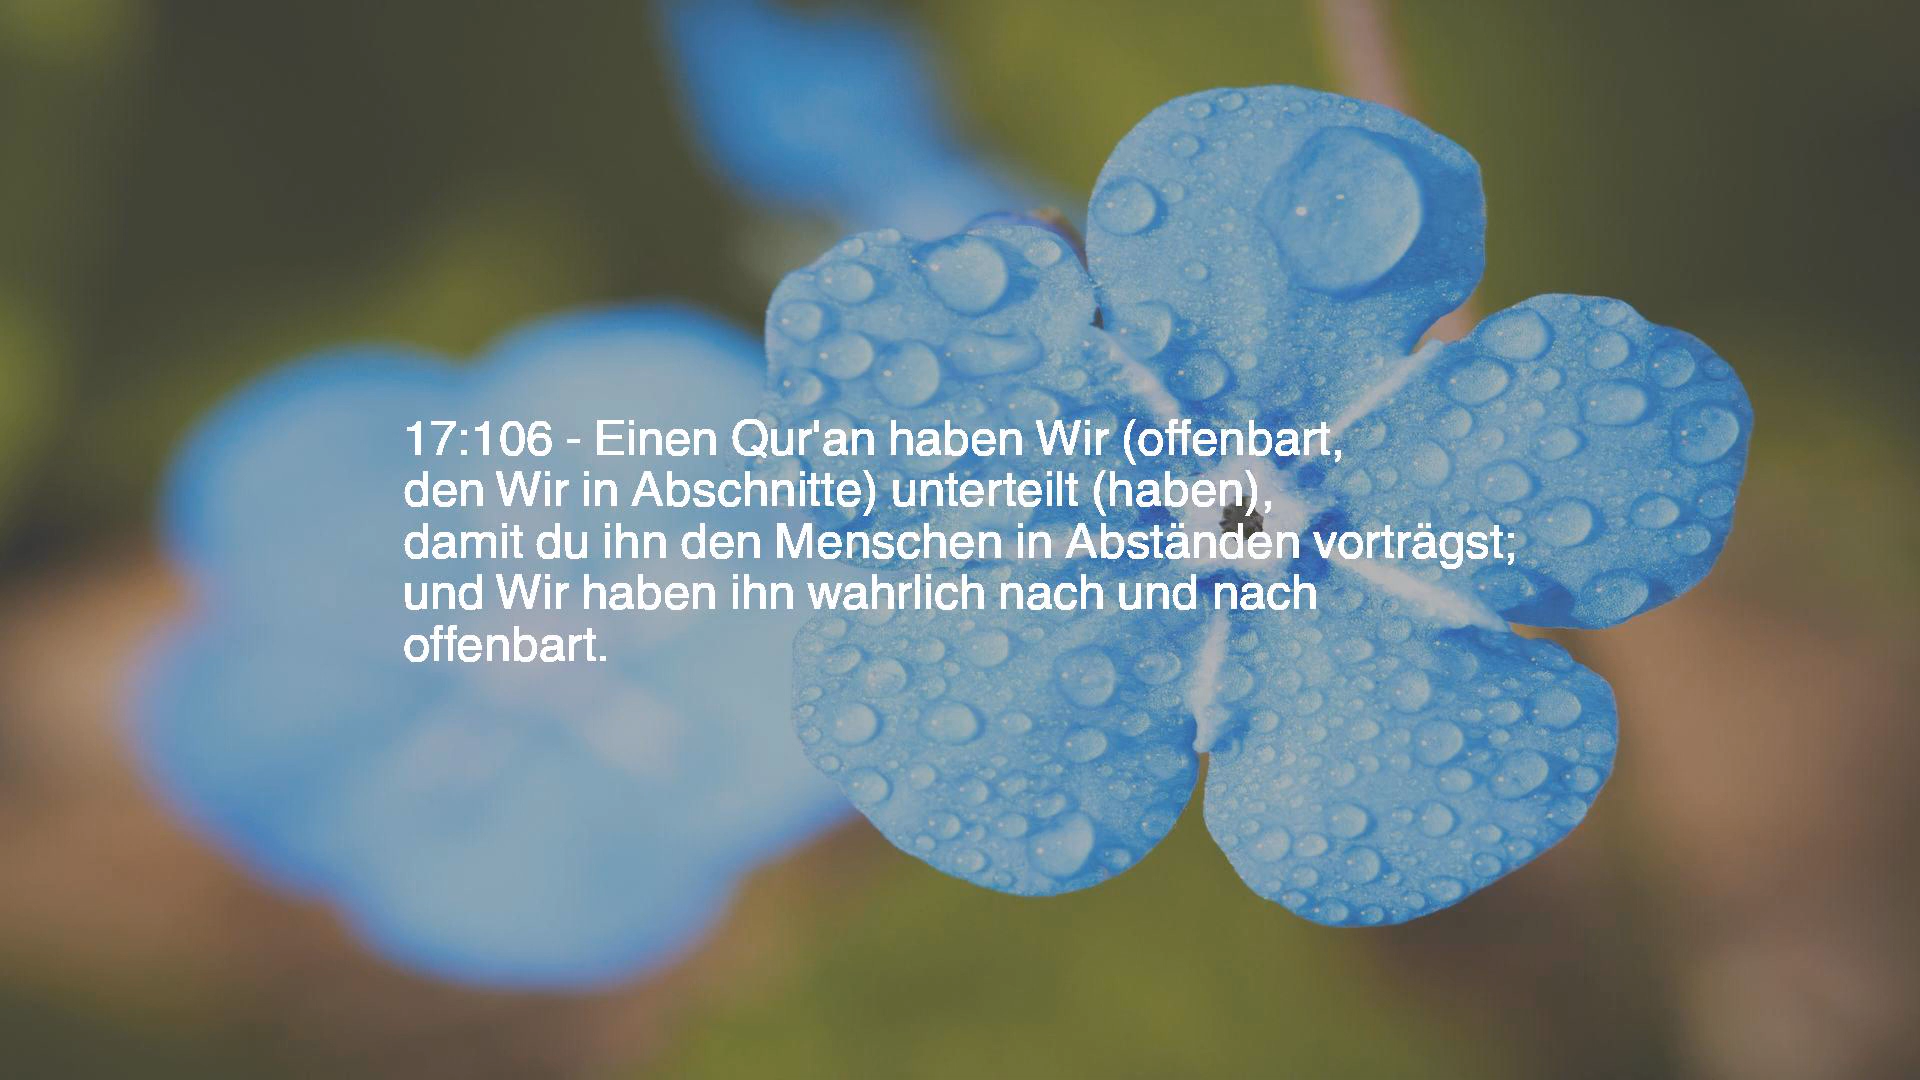 17:106 - Einen Qur'an haben Wir (offenbart,
den Wir in Abschnitte) unterteilt (haben),
damit du ihn den Menschen in Abständen vorträgst;
und Wir haben ihn wahrlich nach und nach
offenbart.